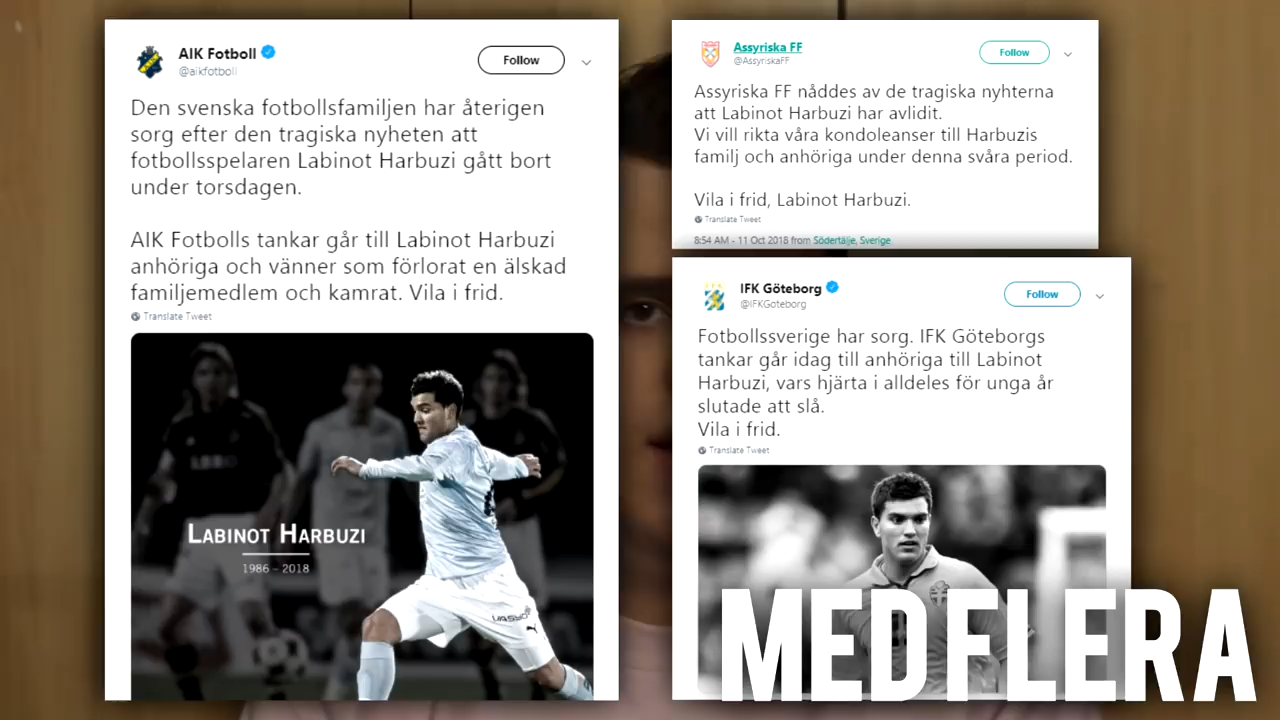 AIK Fotboll
@aikfotboll
Follow
Den svenska fotbollsfamiljen har återigen
sorg efter den tragiska nyheten att
fotbollsspelaren Labinot Harbuzi gått bort
under torsdagen.
AIK Fotbolls tankar går till Labinot Harbuzi
anhöriga och vänner som förlorat en älskad
familjemedlem och kamrat. Vila i frid.
Translate Tweet
LABINOT HARBUZI
1986 – 2018
Assyriska FF
@AssyriskaFF
Follow
Assyriska FF nåddes av de tragiska nyhterna
att Labinot Harbuzi har avlidit.
Vi vill rikta våra kondoleanser till Harbuzis
familj och anhöriga under denna svåra period.
Vila i frid, Labinot Harbuzi.
Translate Tweet
8:54 AM - 11 Oct 2018 from Södertälje, Sverige
IFK Göteborg
@IFKGoteborg
Follow
Fotbollssverige har sorg. IFK Göteborgs
tankar går idag till anhöriga till Labinot
Harbuzi, vars hjärta i alldeles för unga år
slutade att slå.
Vila i frid.
Translate Tweet
MED FLERA